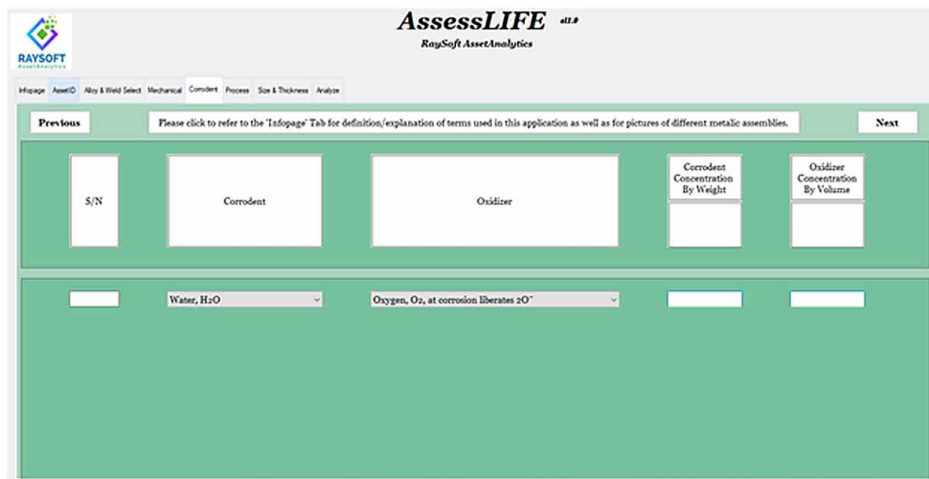 AssessLIFE all.0
RaySoft AssetAnalytics
RAYSOFT
AssetAnalytics
Infopage AssetID Alloy & Weld Select Mechanical Corrodent Process Size & Thickness Analyze
Previous
Please click to refer to the 'Infopage' Tab for definition/explanation of terms used in this application as well as for pictures of different metalic assemblies.
Next
S/N
Corrodent
Oxidizer
Corrodent
Concentration
By Weight
Oxidizer
Concentration
By Volume
Water, H2O
Oxygen, O2, at corrosion liberates 2O¯